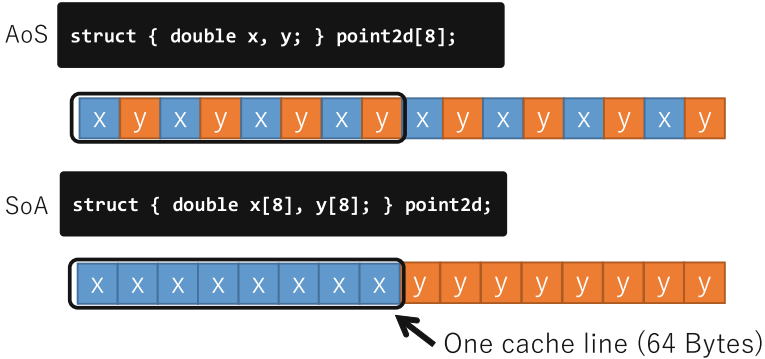 AoS
struct { double x, y; } point2d[8];
x y x y x y x y x y x y x y x y
SoA
struct { double x[8], y[8]; } point2d;
x x x x x x x x y y y y y y y y
One cache line (64 Bytes)